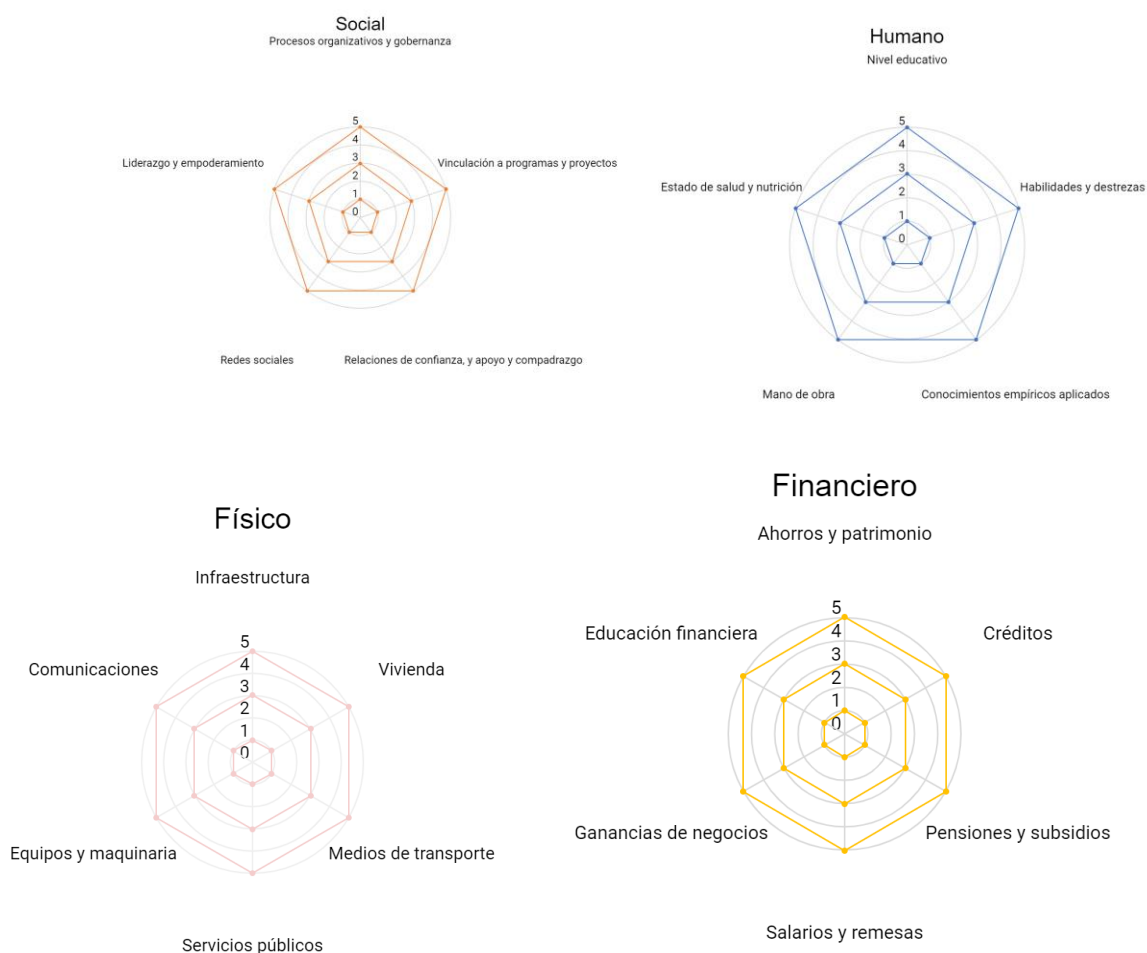 Social
Procesos organizativos y gobernanza
5
4
3
2
1
0
Liderazgo y empoderamiento
Vinculación a programas y proyectos
Redes sociales
Relaciones de confianza, y apoyo y compadrazgo
Humano
Nivel educativo
5
4
3
2
1
0
Estado de salud y nutrición
Habilidades y destrezas
Mano de obra
Conocimientos empíricos aplicados
Físico
Infraestructura
5
4
3
2
1
0
Comunicaciones
Vivienda
Equipos y maquinaria
Medios de transporte
Servicios públicos
Financiero
Ahorros y patrimonio
5
4
3
2
1
0
Educación financiera
Créditos
Ganancias de negocios
Pensiones y subsidios
Salarios y remesas